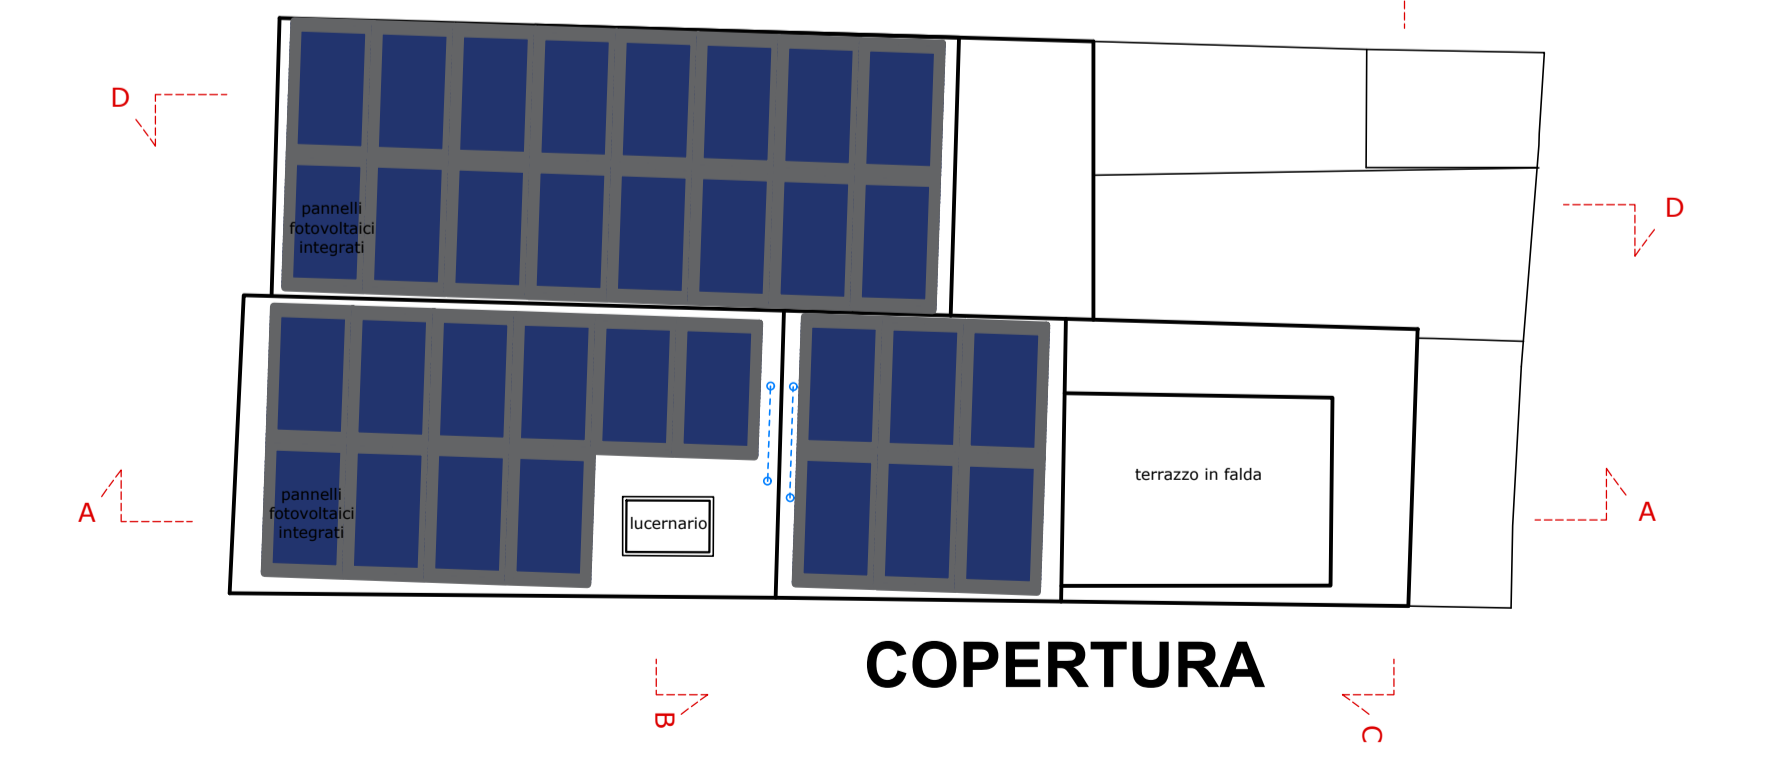 D
D
pannelli
fotovoltaici
integrati
pannelli
fotovoltaici
integrati
lucernario
terrazzo in falda
A
A
COPERTURA
B
C